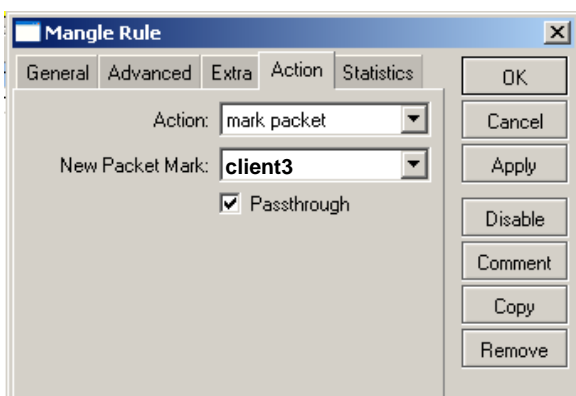 Mangle Rule
General Advanced Extra Action Statistics
OK
Action: mark packet
Cancel
New Packet Mark: client3
Apply
Passthrough
Disable
Comment
Copy
Remove